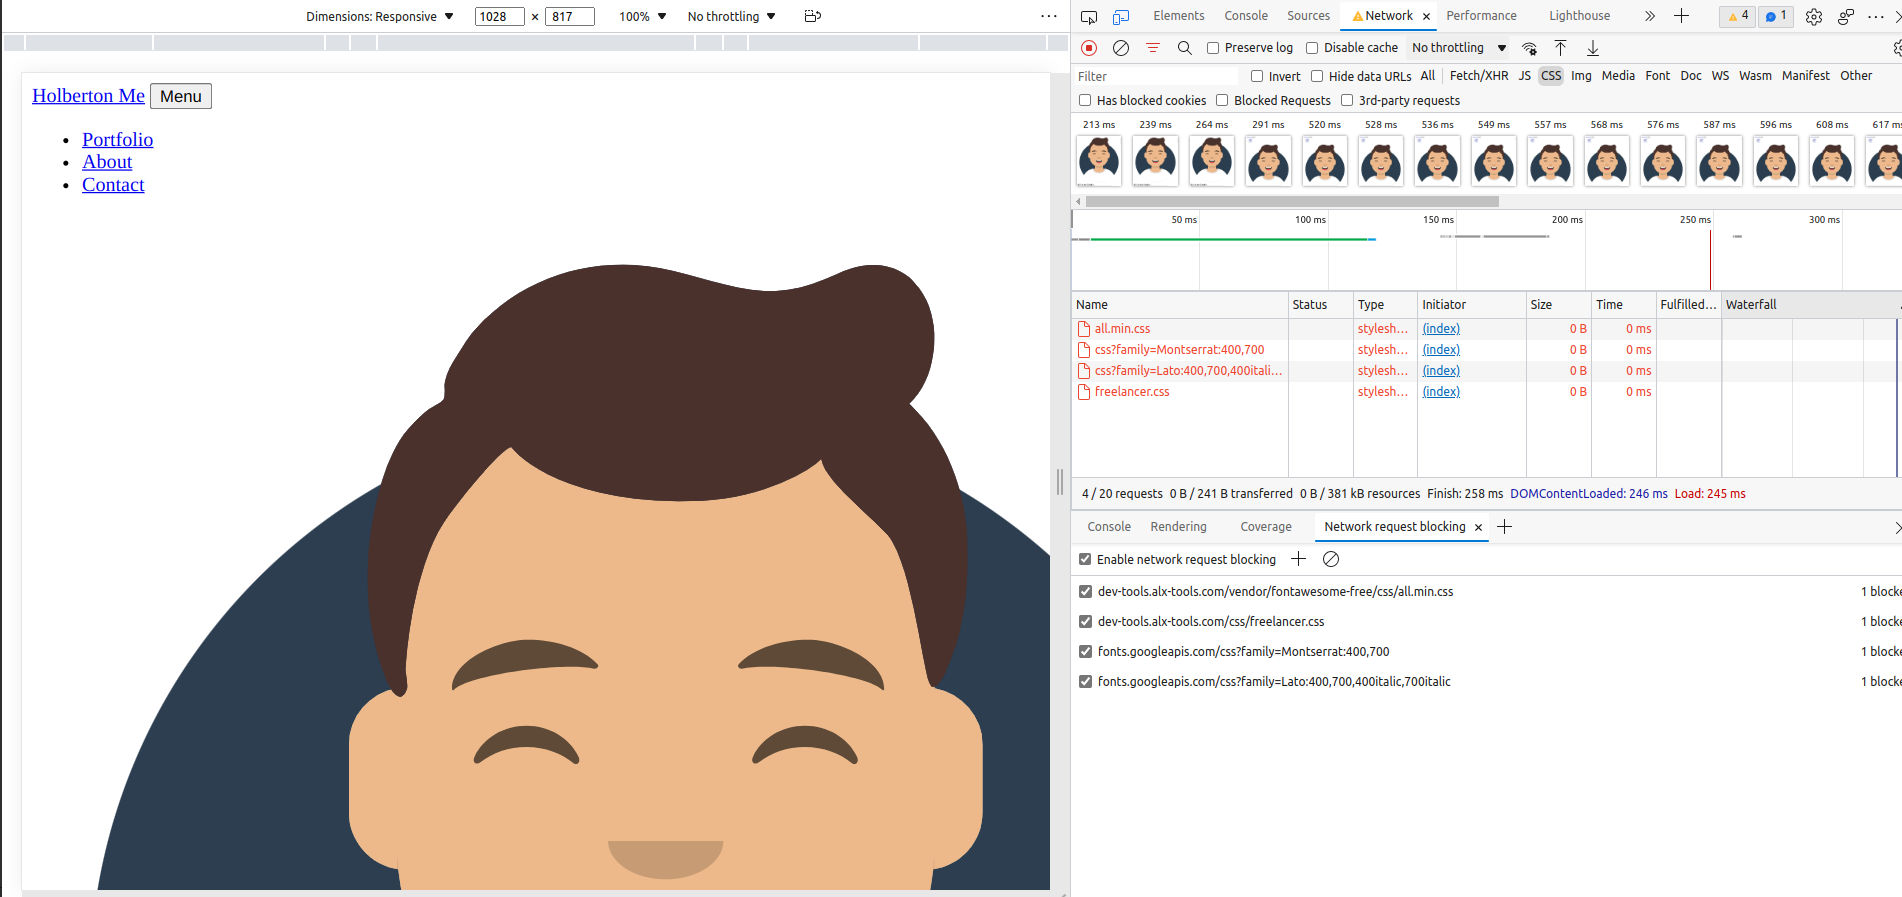 Dimensions: Responsive 1028 × 817 100% No throttling
Holberton Me Menu
Portfolio
About
Contact
Elements Console Sources Network × Performance Lighthouse 4 1
Preserve log Disable cache No throttling
Filter Invert Hide data URLs All Fetch/XHR JS CSS Img Media Font Doc WS Wasm Manifest Other
Has blocked cookies Blocked Requests 3rd-party requests
213 ms 239 ms 264 ms 291 ms 520 ms 528 ms 536 ms 549 ms 557 ms 568 ms 576 ms 587 ms 596 ms 608 ms 617 ms
50 ms 100 ms 150 ms 200 ms 250 ms 300 ms
Name Status Type Initiator Size Time Fulfilled... Waterfall
all.min.css stylesh... (index) 0 B 0 ms
css?family=Montserrat:400,700 stylesh... (index) 0 B 0 ms
css?family=Lato:400,700,400itali... stylesh... (index) 0 B 0 ms
freelancer.css stylesh... (index) 0 B 0 ms
4 / 20 requests 0 B / 241 B transferred 0 B / 381 kB resources Finish: 258 ms DOMContentLoaded: 246 ms Load: 245 ms
Console Rendering Coverage Network request blocking ×
Enable network request blocking
dev-tools.alx-tools.com/vendor/fontawesome-free/css/all.min.css 1 blocke
dev-tools.alx-tools.com/css/freelancer.css 1 blocke
fonts.googleapis.com/css?family=Montserrat:400,700 1 blocke
fonts.googleapis.com/css?family=Lato:400,700,400italic,700italic 1 blocke